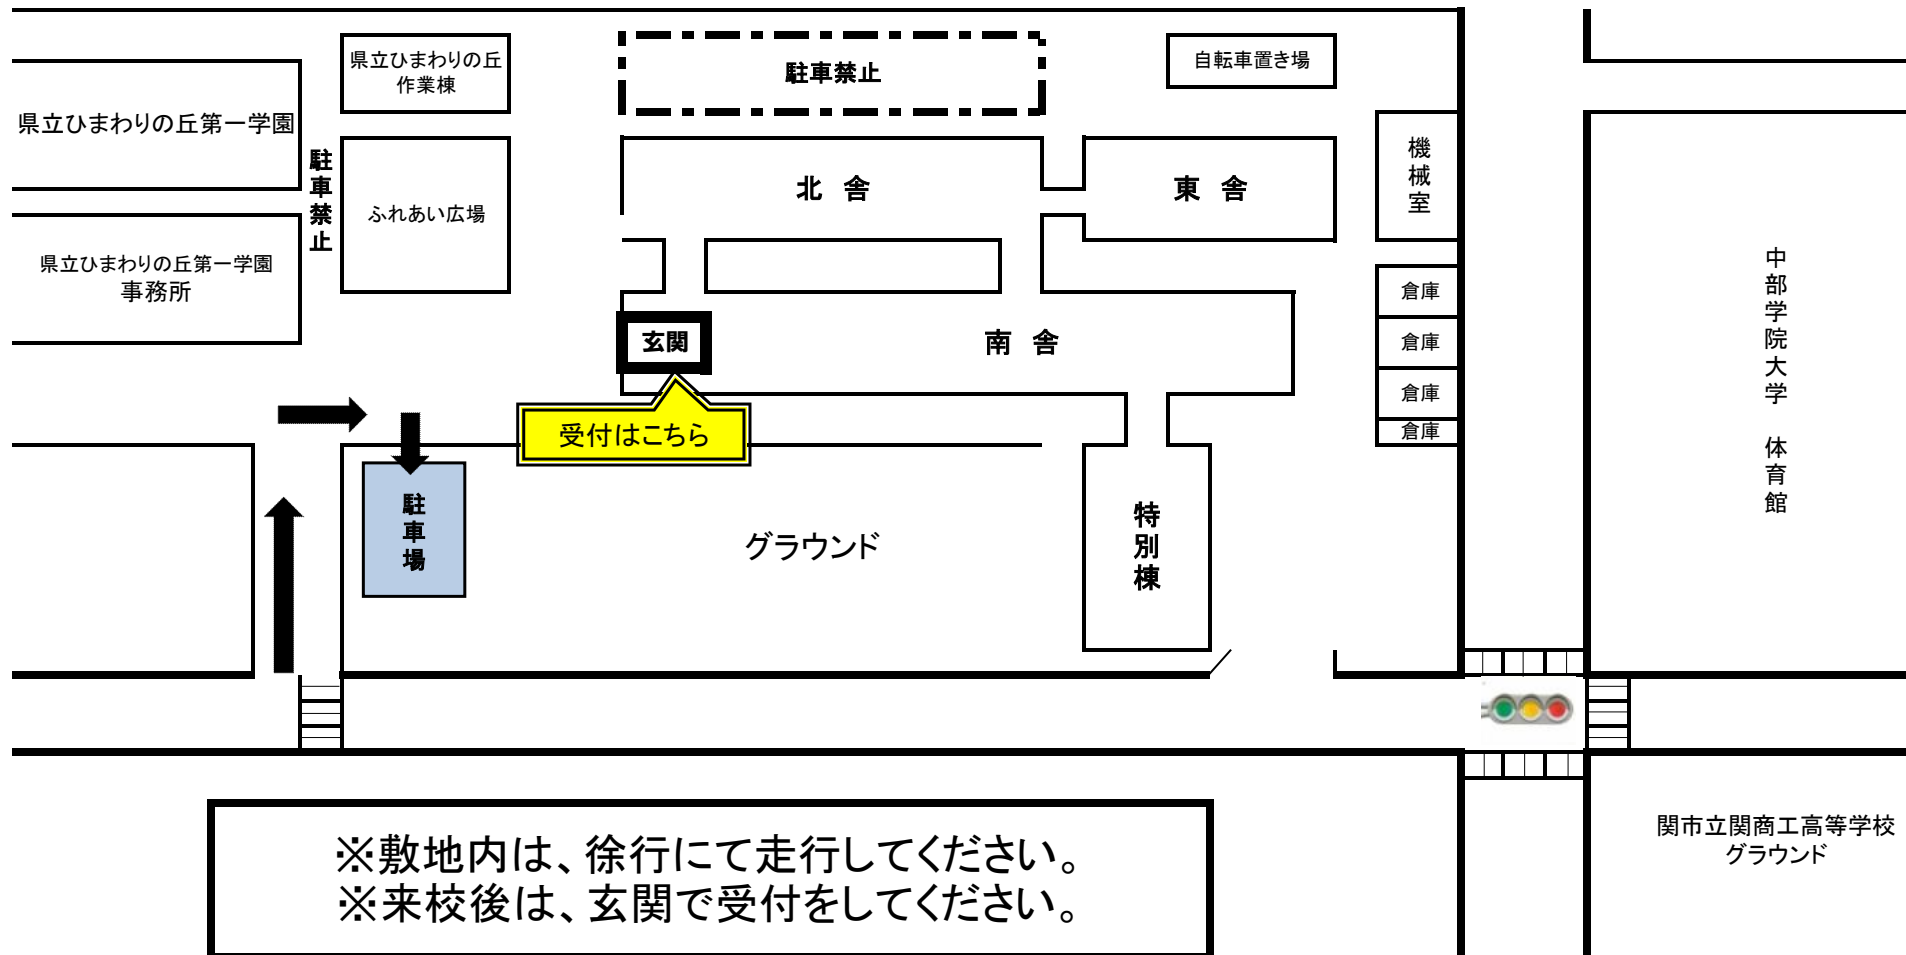 県立ひまわりの丘
作業棟
駐車禁止
自転車置き場
県立ひまわりの丘第一学園
駐車禁止
ふれあい広場
北 舎
東 舎
機械室
県立ひまわりの丘第一学園
事務所
倉庫
倉庫
倉庫
倉庫
玄関
南 舎
受付はこちら
中部学院大学 体育館
駐車場
グラウンド
特別棟
関市立関商工高等学校
グラウンド
※敷地内は、徐行にて走行してください。
※来校後は、玄関で受付をしてください。